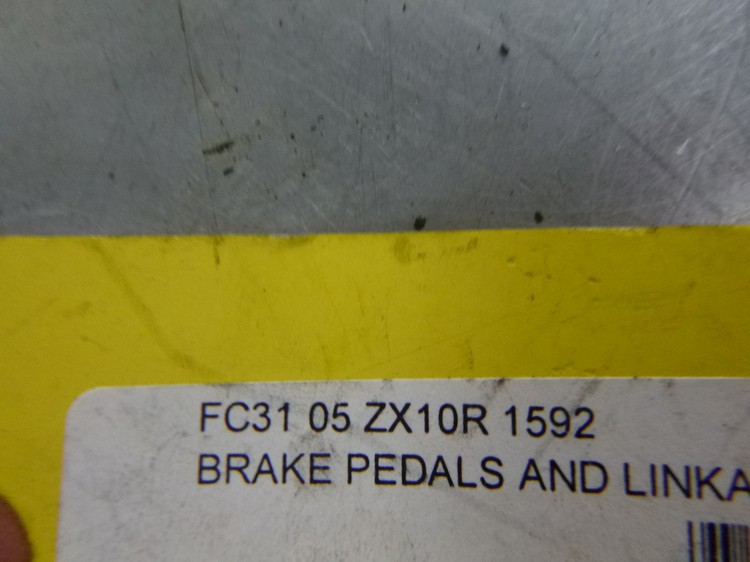 FC31 05 ZX10R 1592
BRAKE PEDALS AND LINKA